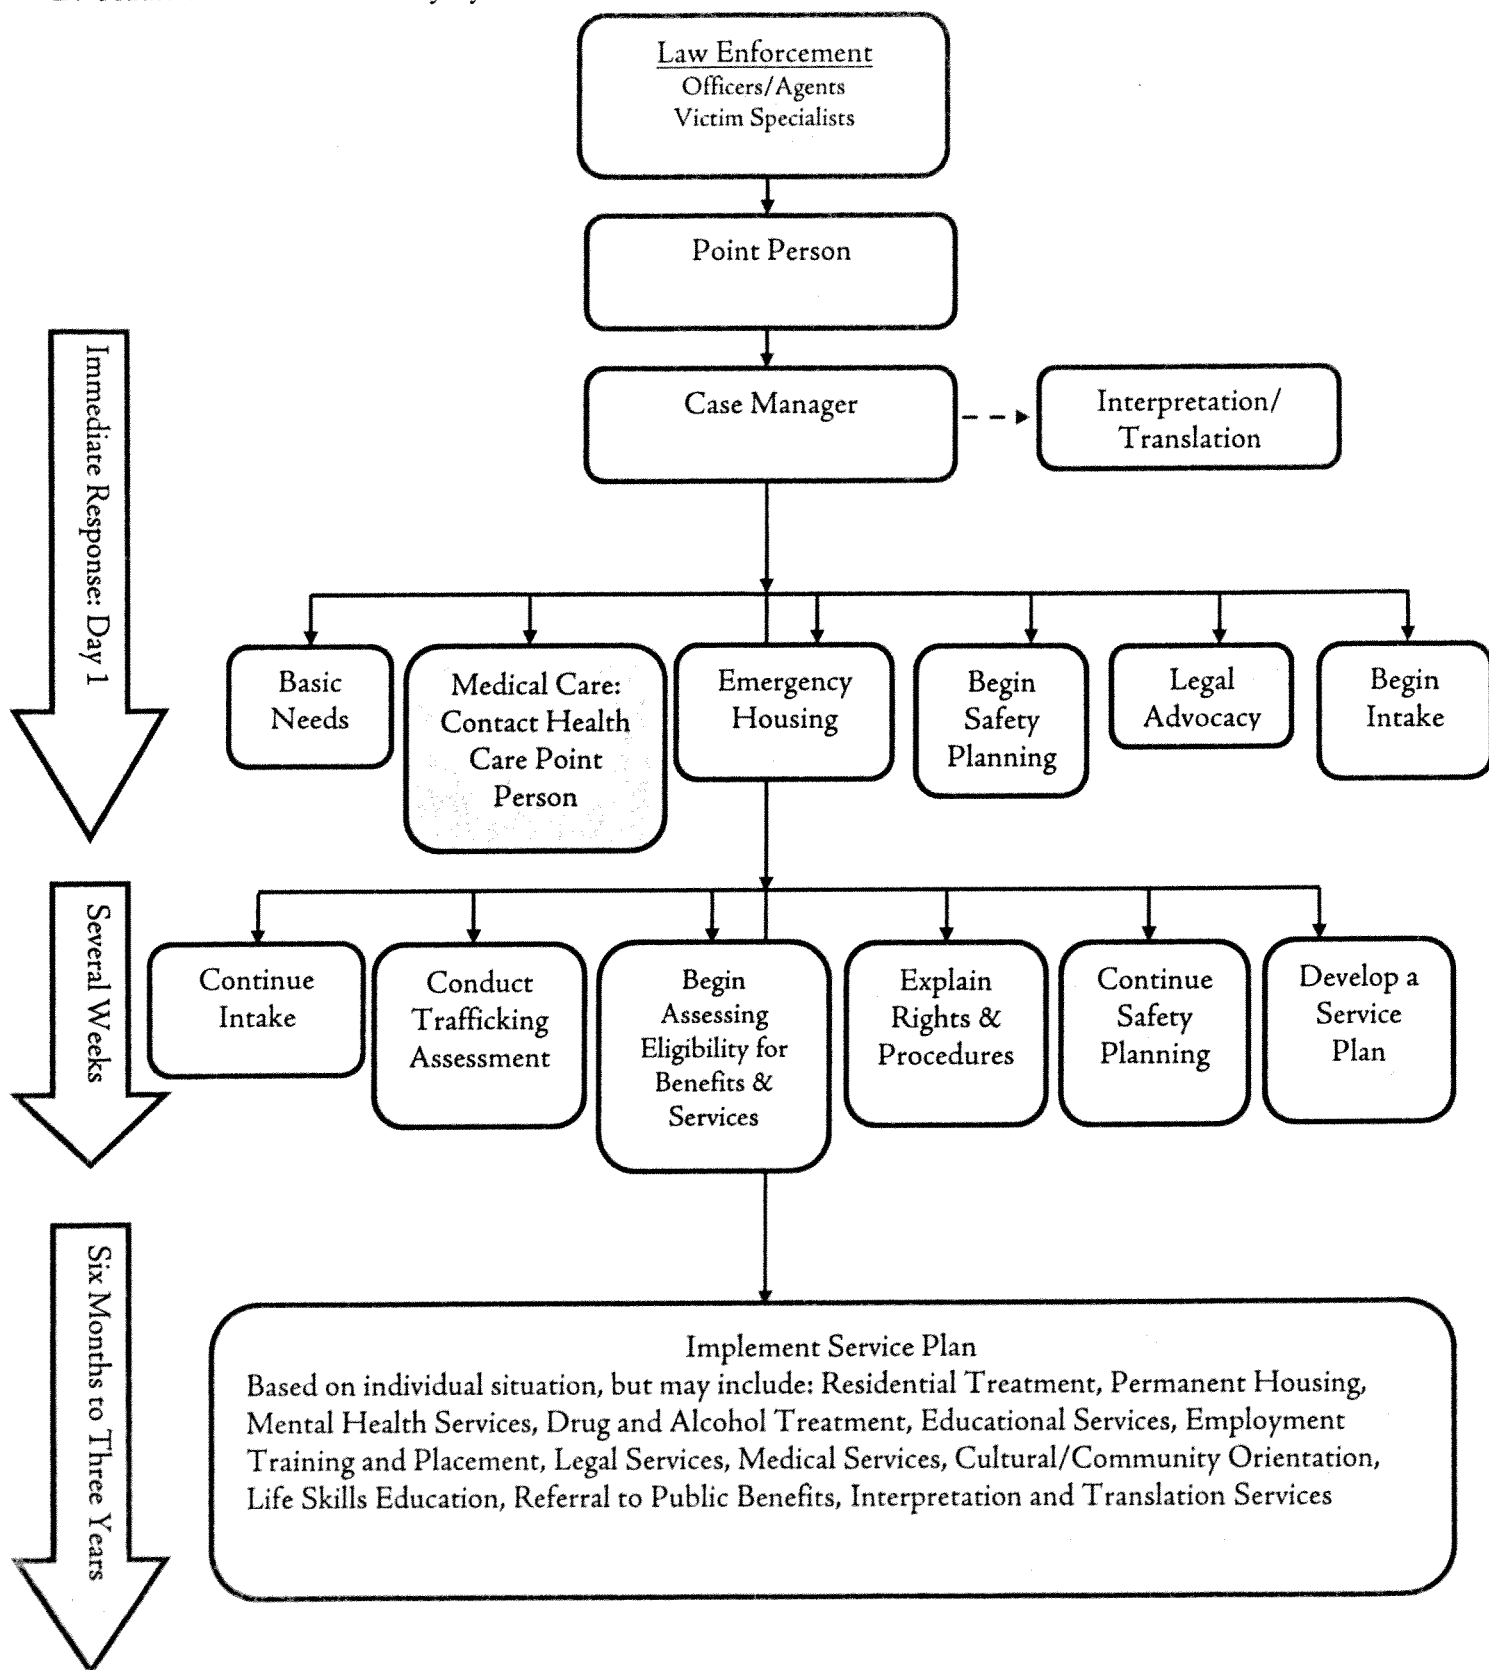 Law Enforcement
Officers/Agents
Victim Specialists
Point Person
Case Manager
Interpretation/
Translation
Immediate Response: Day 1
Basic
Needs
Medical Care:
Contact Health
Care Point
Person
Emergency
Housing
Begin
Safety
Planning
Legal
Advocacy
Begin
Intake
Several Weeks
Continue
Intake
Conduct
Trafficking
Assessment
Begin
Assessing
Eligibility for
Benefits &
Services
Explain
Rights &
Procedures
Continue
Safety
Planning
Develop a
Service
Plan
Six Months to Three Years
Implement Service Plan
Based on individual situation, but may include: Residential Treatment, Permanent Housing,
Mental Health Services, Drug and Alcohol Treatment, Educational Services, Employment
Training and Placement, Legal Services, Medical Services, Cultural/Community Orientation,
Life Skills Education, Referral to Public Benefits, Interpretation and Translation Services